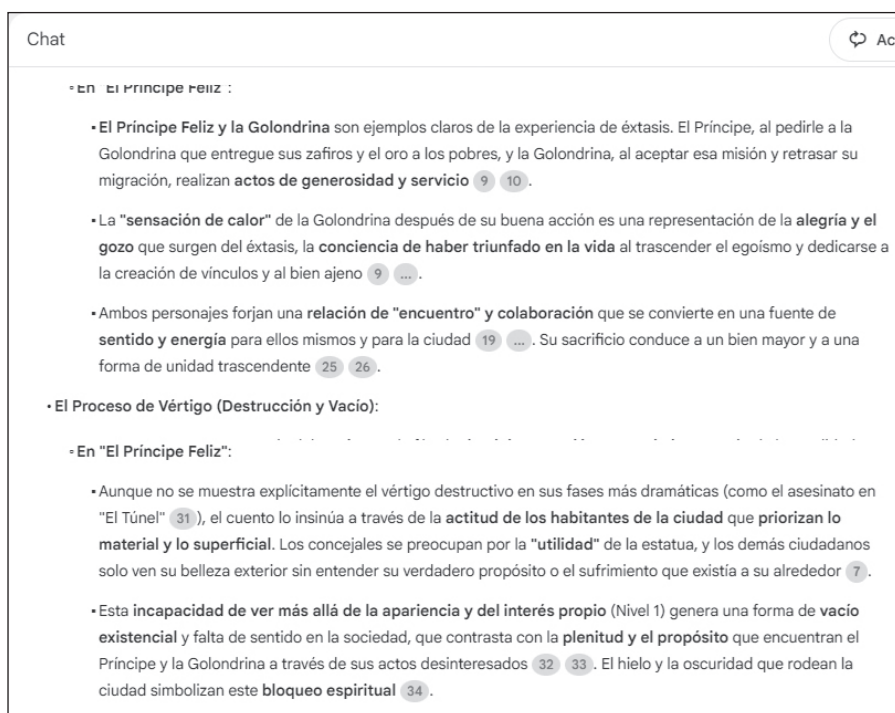 Chat
Ac
▫ En "El Príncipe Feliz":
▪ El Príncipe Feliz y la Golondrina son ejemplos claros de la experiencia de éxtasis. El Príncipe, al pedirle a la
Golondrina que entregue sus zafiros y el oro a los pobres, y la Golondrina, al aceptar esa misión y retrasar su
migración, realizan actos de generosidad y servicio 9 10 .
▪ La "sensación de calor" de la Golondrina después de su buena acción es una representación de la alegría y el
gozo que surgen del éxtasis, la conciencia de haber triunfado en la vida al trascender el egoísmo y dedicarse a
la creación de vínculos y al bien ajeno 9 ... .
▪ Ambos personajes forjan una relación de "encuentro" y colaboración que se convierte en una fuente de
sentido y energía para ellos mismos y para la ciudad 19 ... . Su sacrificio conduce a un bien mayor y a una
forma de unidad trascendente 25 26 .
• El Proceso de Vértigo (Destrucción y Vacío):
▫ En "El Príncipe Feliz":
▪ Aunque no se muestra explícitamente el vértigo destructivo en sus fases más dramáticas (como el asesinato en
"El Túnel" 31 ), el cuento lo insinúa a través de la actitud de los habitantes de la ciudad que priorizan lo
material y lo superficial. Los concejales se preocupan por la "utilidad" de la estatua, y los demás ciudadanos
solo ven su belleza exterior sin entender su verdadero propósito o el sufrimiento que existía a su alrededor 7 .
▪ Esta incapacidad de ver más allá de la apariencia y del interés propio (Nivel 1) genera una forma de vacío
existencial y falta de sentido en la sociedad, que contrasta con la plenitud y el propósito que encuentran el
Príncipe y la Golondrina a través de sus actos desinteresados 32 33 . El hielo y la oscuridad que rodean la
ciudad simbolizan este bloqueo espiritual 34 .